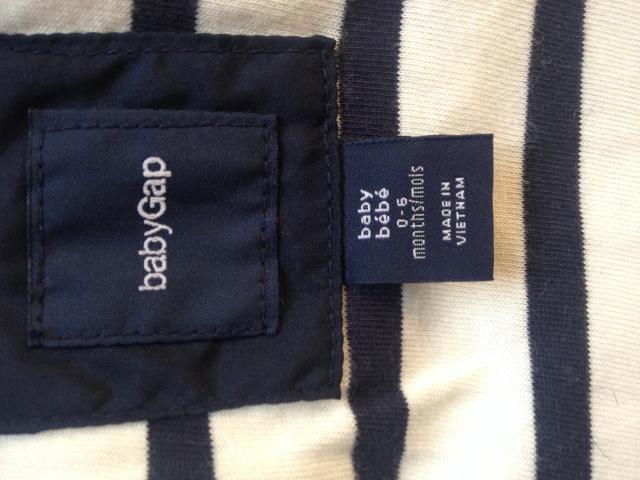 babyGap
baby
bébé
0-6
months/mois
MADE IN
VIETNAM